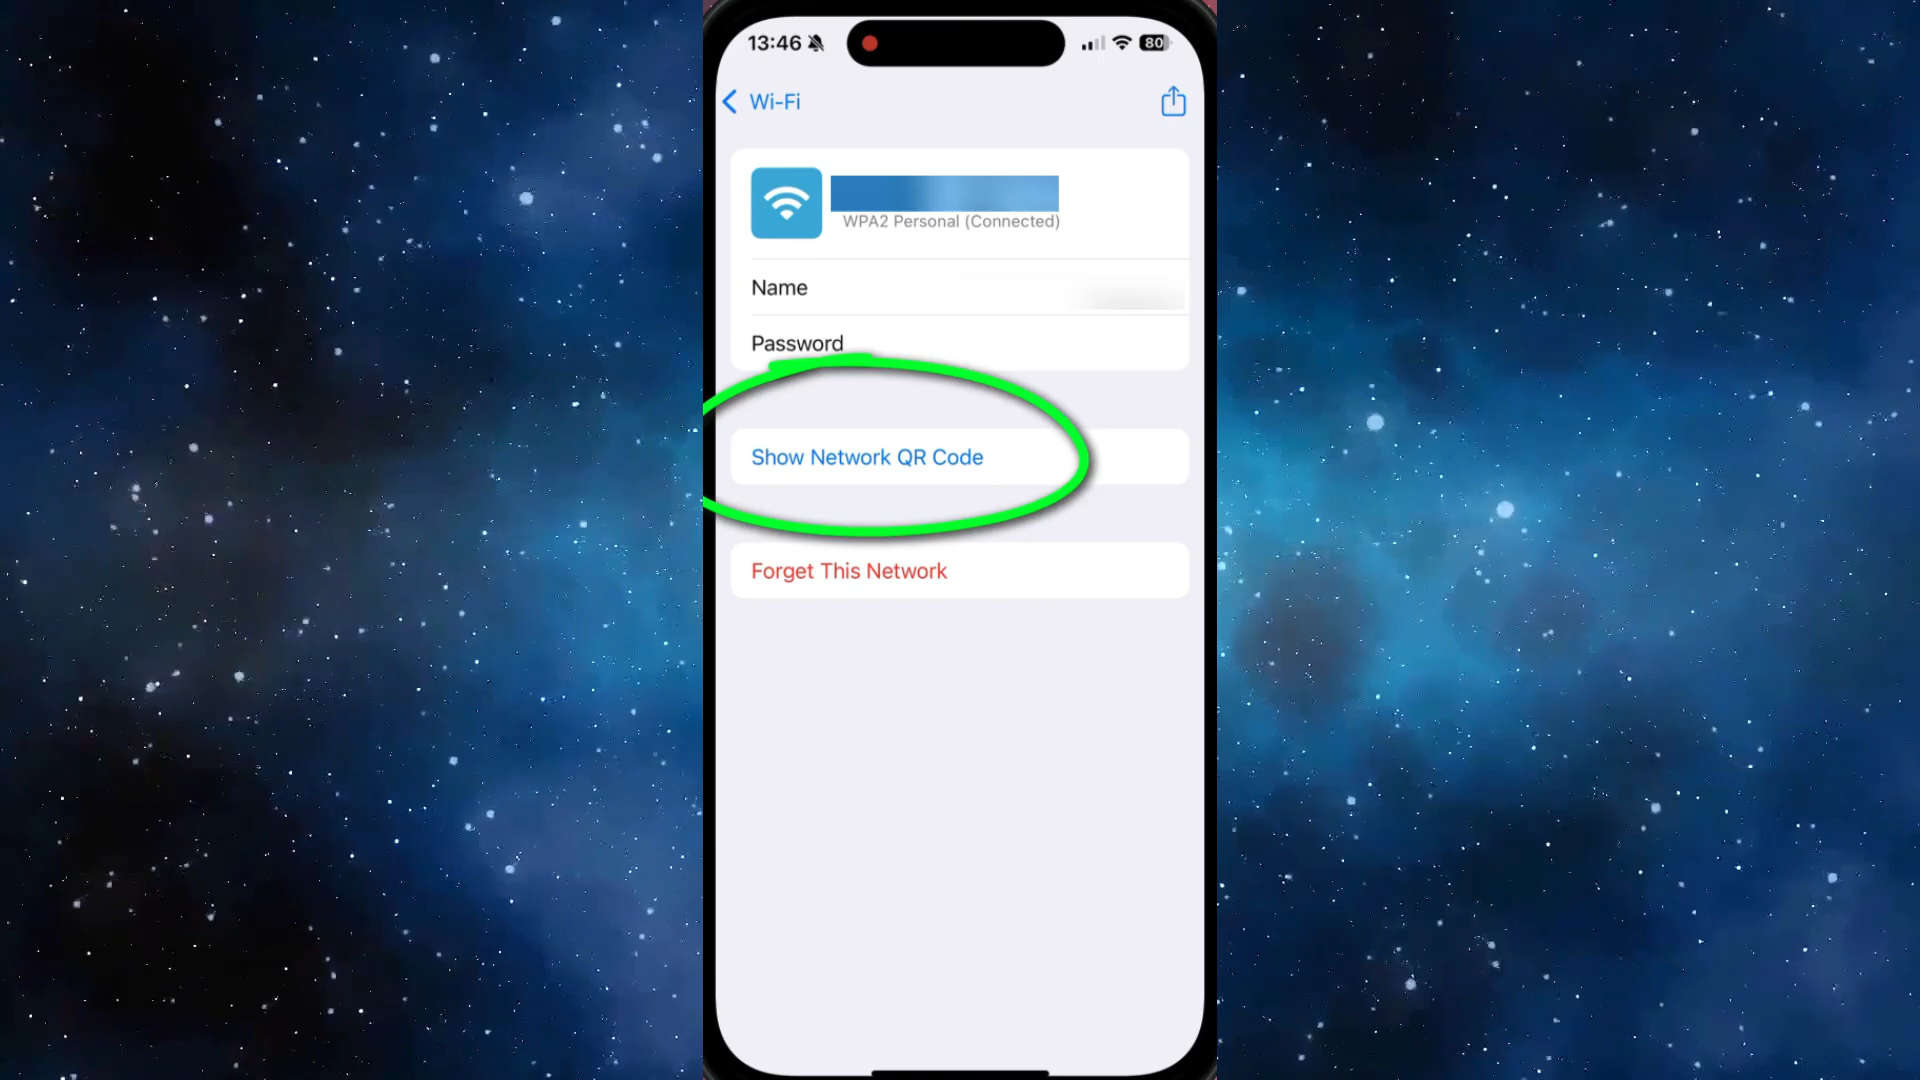 13:46
80
Wi-Fi
WPA2 Personal (Connected)
Name
Password
Show Network QR Code
Forget This Network